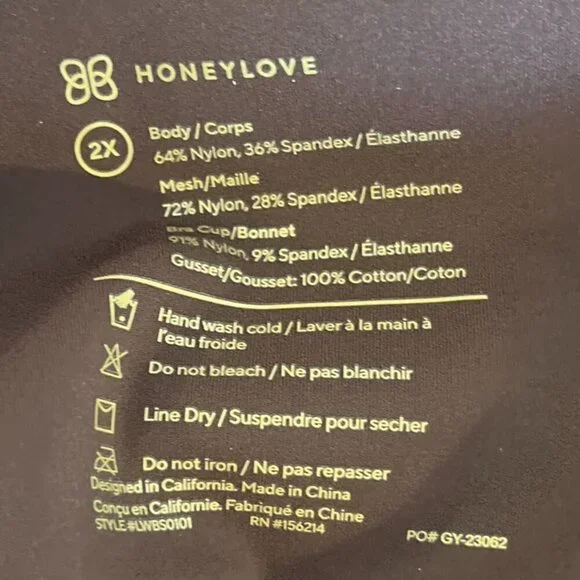 HONEYLOVE
2X
Body / Corps
64% Nylon, 36% Spandex / Élasthanne
Mesh/Maille
72% Nylon, 28% Spandex / Élasthanne
Bra Cup/Bonnet
91% Nylon, 9% Spandex / Élasthanne
Gusset/Gousset: 100% Cotton/Coton
Hand wash cold / Laver à la main à
l'eau froide
Do not bleach / Ne pas blanchir
Line Dry / Suspendre pour secher
Do not iron / Ne pas repasser
Designed in California. Made in China
Conçu en Californie. Fabriqué en Chine
STYLE#LWBS0101 RN #156214
PO# GY-23062